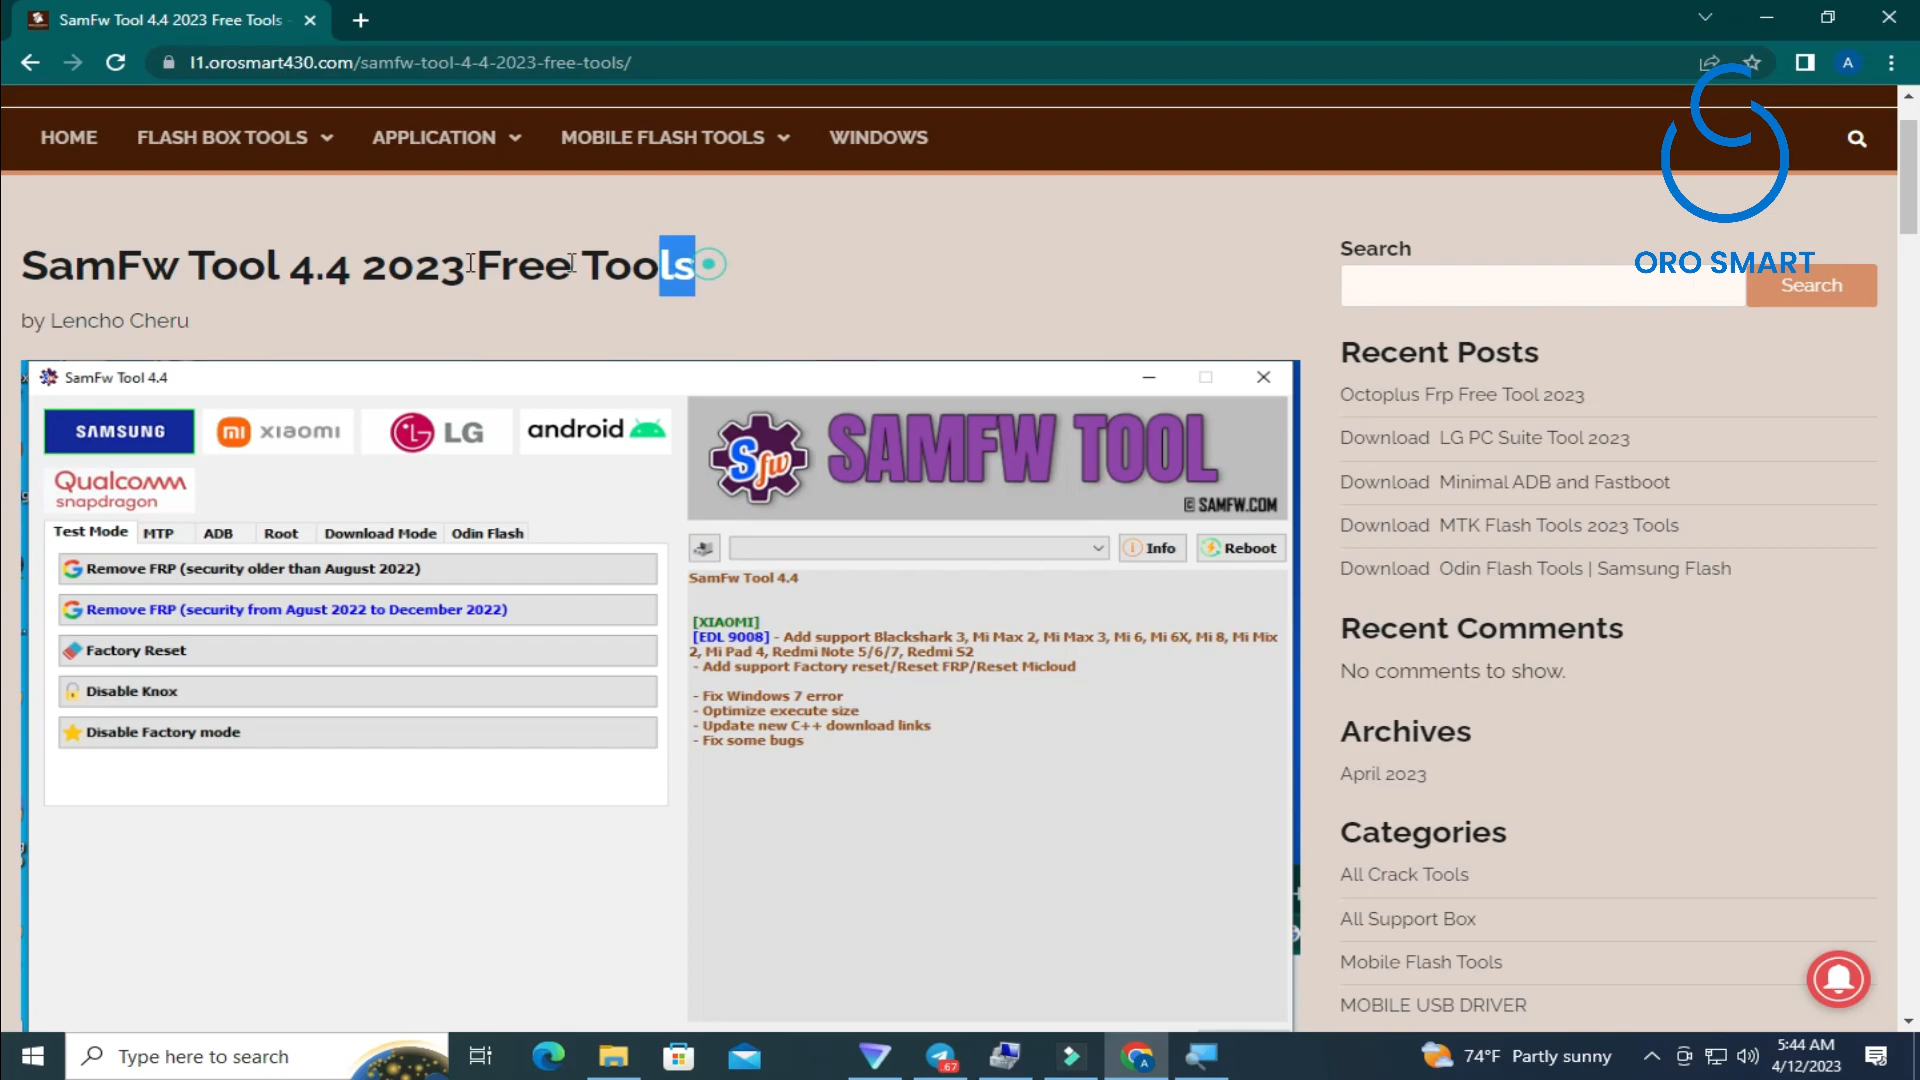 SamFw Tool 4.4 2023 Free Tools -
l1.orosmart430.com/samfw-tool-4-4-2023-free-tools/
A
HOME FLASH BOX TOOLS APPLICATION MOBILE FLASH TOOLS WINDOWS
ORO SMART
SamFw Tool 4.4 2023 Free Tools
by Lencho Cheru
SamFw Tool 4.4
SAMSUNG
mi xiaomi
LG
android
Qualcomm
snapdragon
Test Mode MTP ADB Root Download Mode Odin Flash
Remove FRP (security older than August 2022)
Remove FRP (security from Agust 2022 to December 2022)
Factory Reset
Disable Knox
Disable Factory mode
Sfw
SAMFW TOOL
© SAMFW.COM
Info Reboot
SamFw Tool 4.4
[XIAOMI]
[EDL 9008] - Add support Blackshark 3, Mi Max 2, Mi Max 3, Mi 6, Mi 6X, Mi 8, Mi Mix
2, Mi Pad 4, Redmi Note 5/6/7, Redmi S2
- Add support Factory reset/Reset FRP/Reset Micloud
- Fix Windows 7 error
- Optimize execute size
- Update new C++ download links
- Fix some bugs
Search
Search
Recent Posts
Octoplus Frp Free Tool 2023
Download LG PC Suite Tool 2023
Download Minimal ADB and Fastboot
Download MTK Flash Tools 2023 Tools
Download Odin Flash Tools | Samsung Flash
Recent Comments
No comments to show.
Archives
April 2023
Categories
All Crack Tools
All Support Box
Mobile Flash Tools
MOBILE USB DRIVER
Type here to search
.67
A
74°F Partly sunny
5:44 AM
4/12/2023